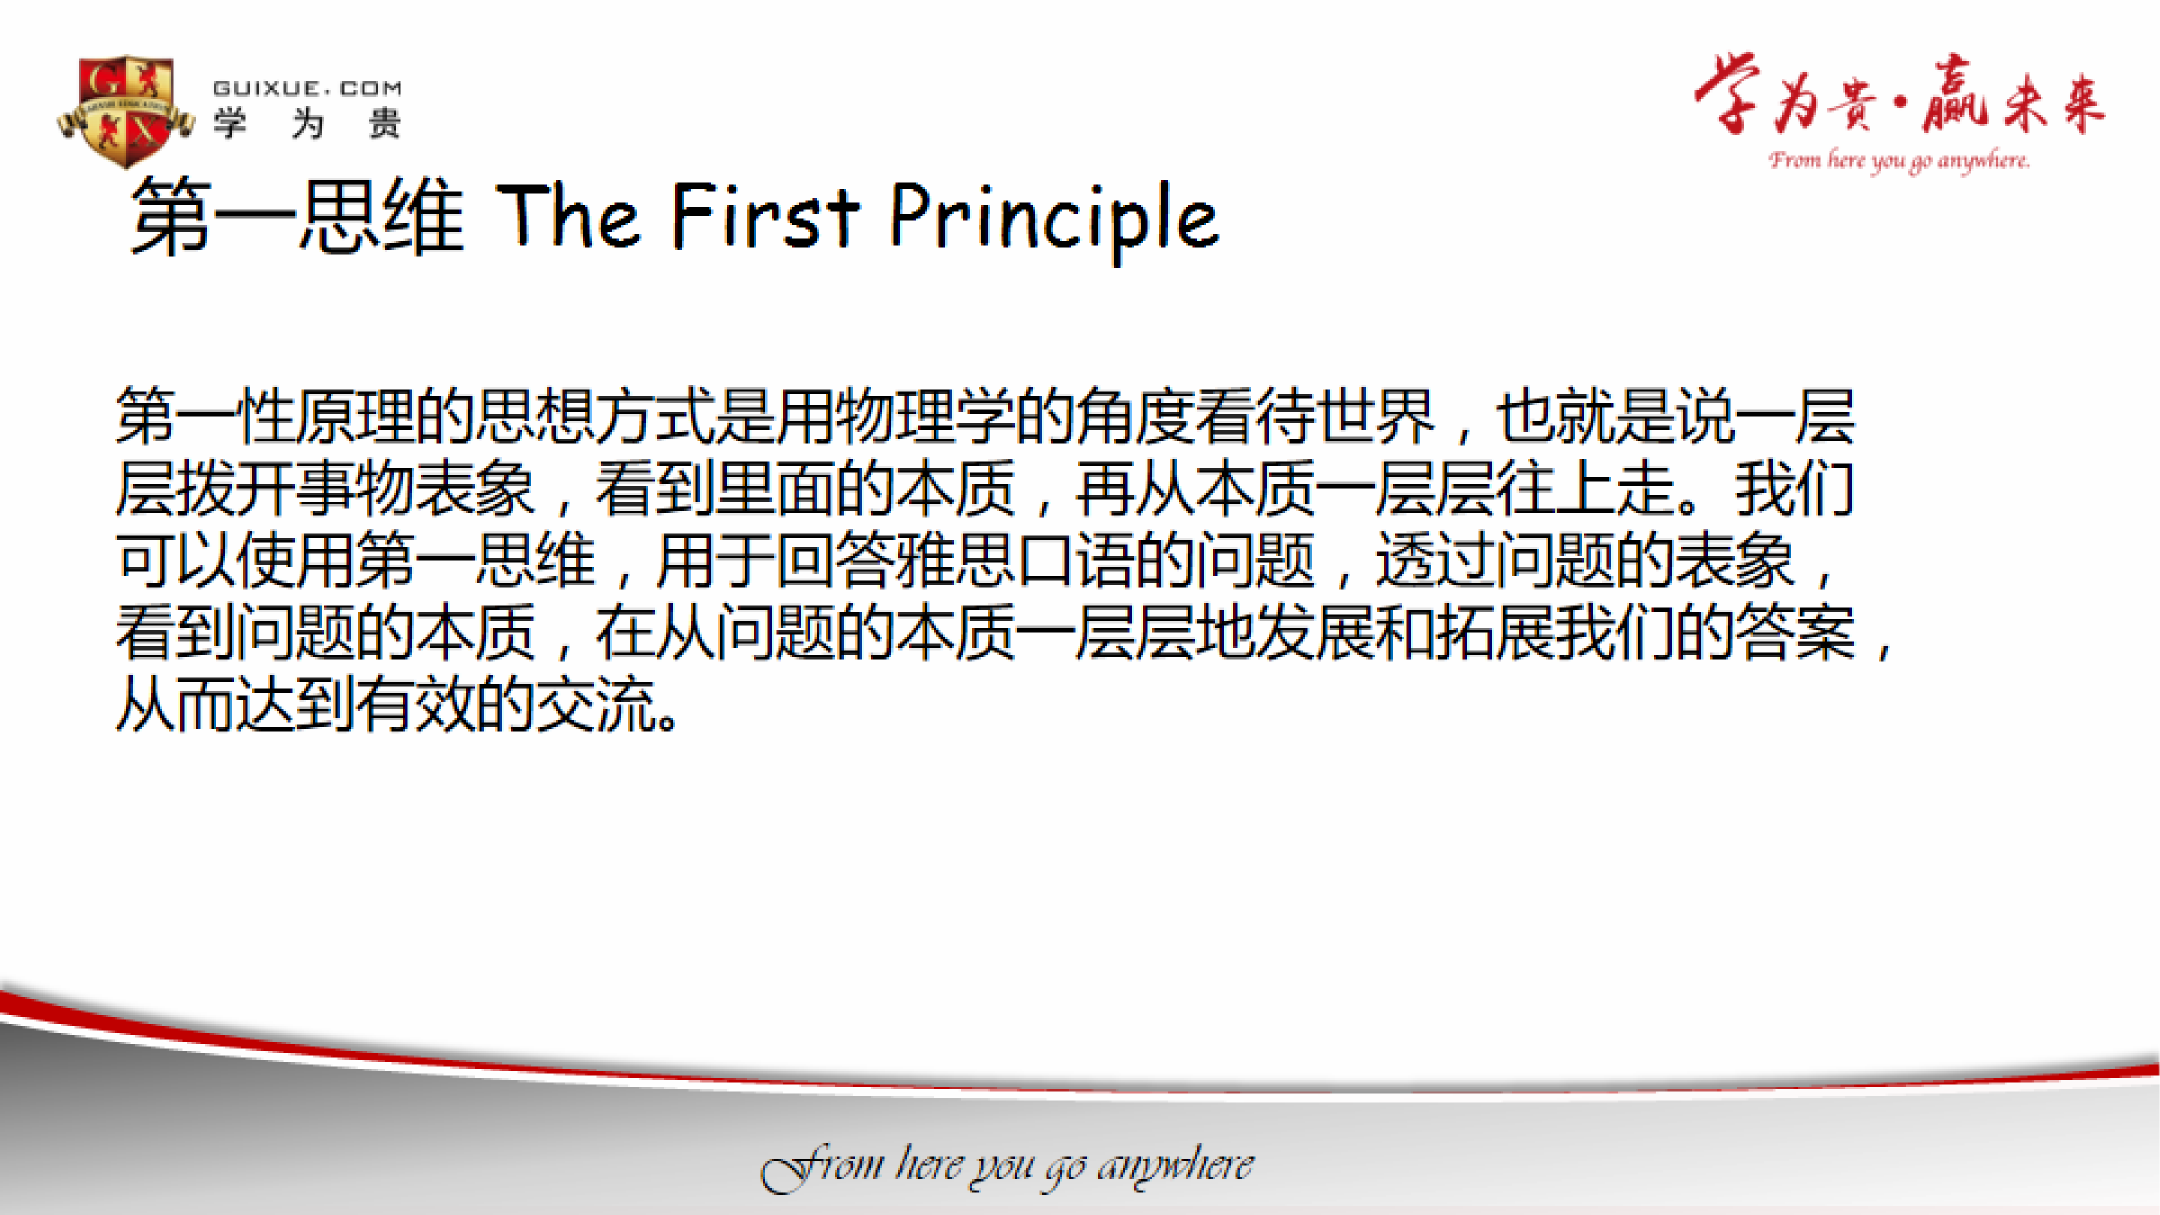 GUIXUE.COM
学为贵
学为贵·赢未来
From here you go anywhere.
第一思维 The First Principle
第一性原理的思想方式是用物理学的角度看待世界，也就是说一层
层拨开事物表象，看到里面的本质，再从本质一层层往上走。我们
可以使用第一思维，用于回答雅思口语的问题，透过问题的表象，
看到问题的本质，在从问题的本质一层层地发展和拓展我们的答案，
从而达到有效的交流。
From here you go anywhere